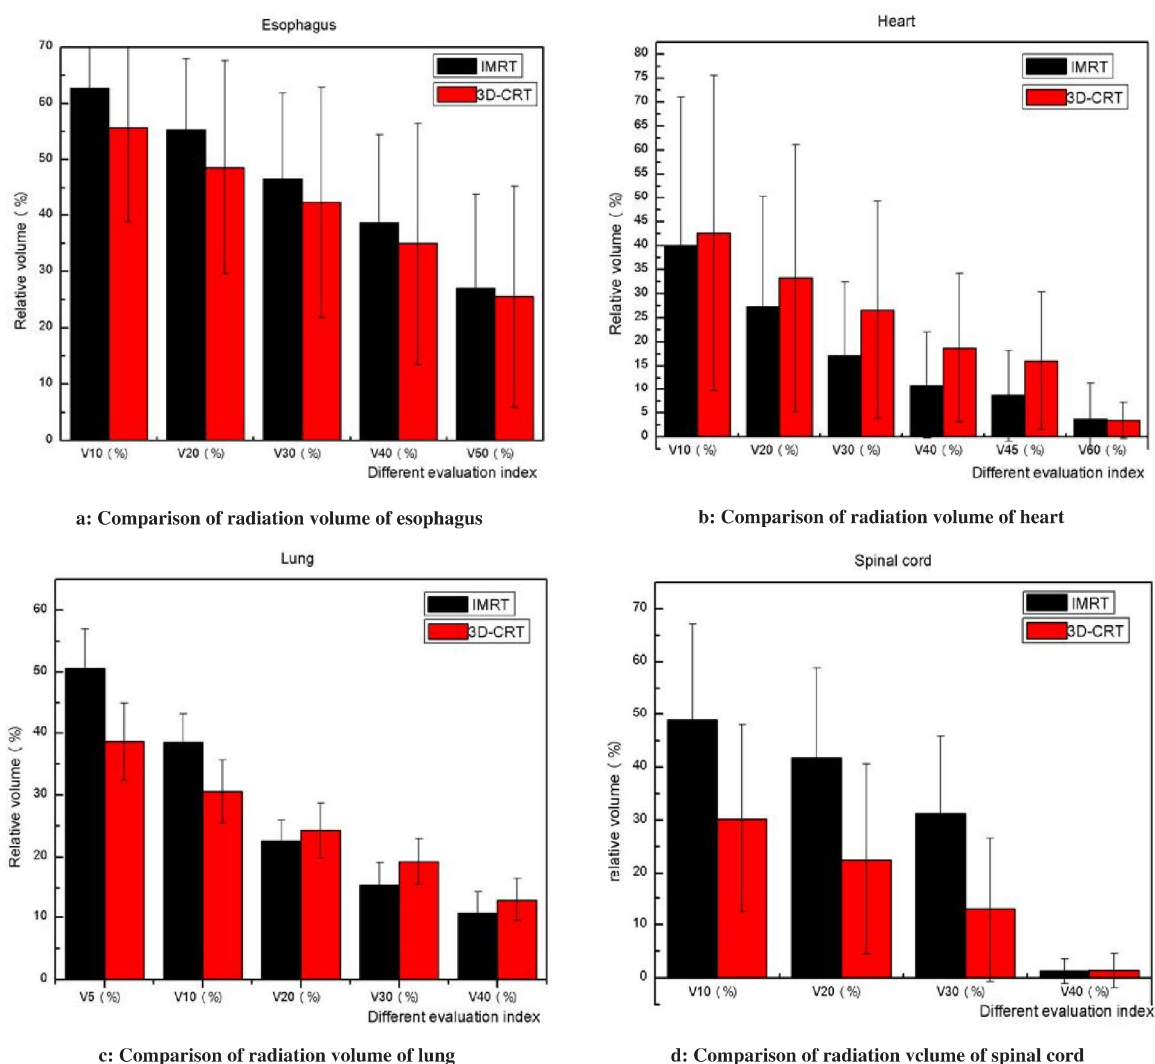 Esophagus
70
60
50
40
30
20
10
0
Relative volume ( %)
IMRT
3D-CRT
V10 ( %)
V20 ( %)
V30 ( %)
V40 ( %)
V50 ( %)
Different evaluation index
a: Comparison of radiation volume of esophagus
Heart
80
75
70
65
60
55
50
45
40
35
30
25
20
15
10
5
0
Relative volume ( %)
IMRT
3D-CRT
V10 ( %)
V20 ( %)
V30 ( %)
V40 ( %)
V45 ( %)
V60 ( %)
Different evaluation index
b: Comparison of radiation volume of heart
Lung
60
50
40
30
20
10
0
Relative volume ( %)
IMRT
3D-CRT
V5 ( %)
V10 ( %)
V20 ( %)
V30 ( %)
V40 ( %)
Different evaluation index
c: Comparison of radiation volume of lung
Spinal cord
70
60
50
40
30
20
10
0
relative volume ( %)
IMRT
3D-CRT
V10 ( %)
V20 ( %)
V30 ( %)
V40 ( %)
Different evaluation index
d: Comparison of radiation vclume of spinal cord